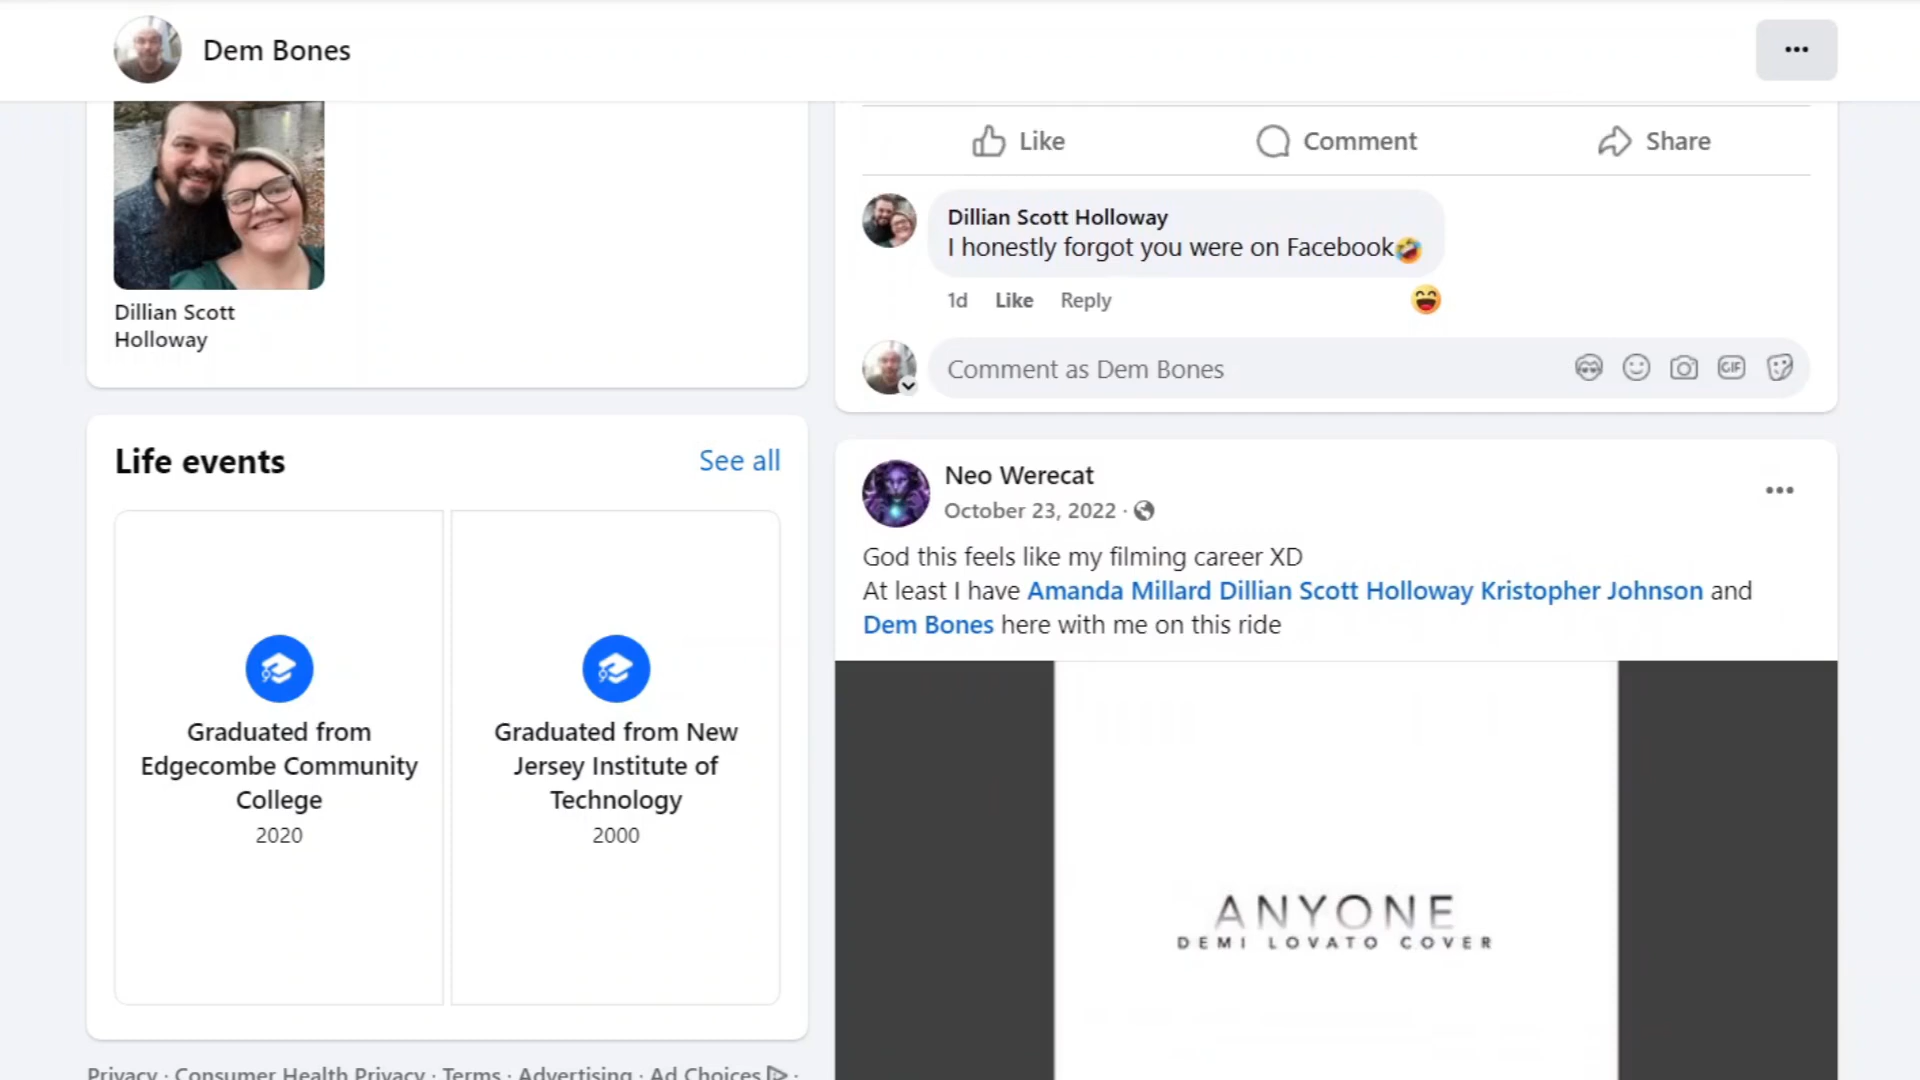 Dem Bones
Dillian Scott
Holloway
Life events
See all
Graduated from
Edgecombe Community
College
2020
Graduated from New
Jersey Institute of
Technology
2000
Privacy · Consumer Health Privacy · Terms · Advertising · Ad Choices ·
Like
Comment
Share
Dillian Scott Holloway
I honestly forgot you were on Facebook🤣
1d Like Reply
Comment as Dem Bones
GIF
Neo Werecat
October 23, 2022 ·
God this feels like my filming career XD
At least I have Amanda Millard Dillian Scott Holloway Kristopher Johnson and
Dem Bones here with me on this ride
ANYONE
DEMI LOVATO COVER